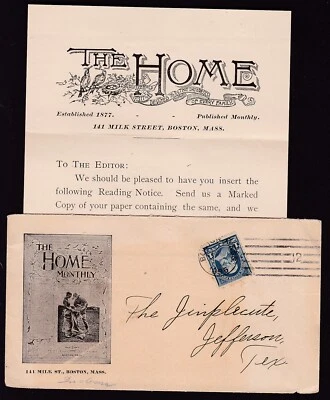 THE HOME
Established 1877. - - Published Monthly.
141 MILK STREET, BOSTON, MASS.
TO THE EDITOR:
We should be pleased to have you insert the
following Reading Notice. Send us a Marked
Copy of your paper containing the same, and we
THE
HOME
MONTHLY
141 MILK ST., BOSTON, MASS.
The Jimplecute,
Jefferson,
Tex